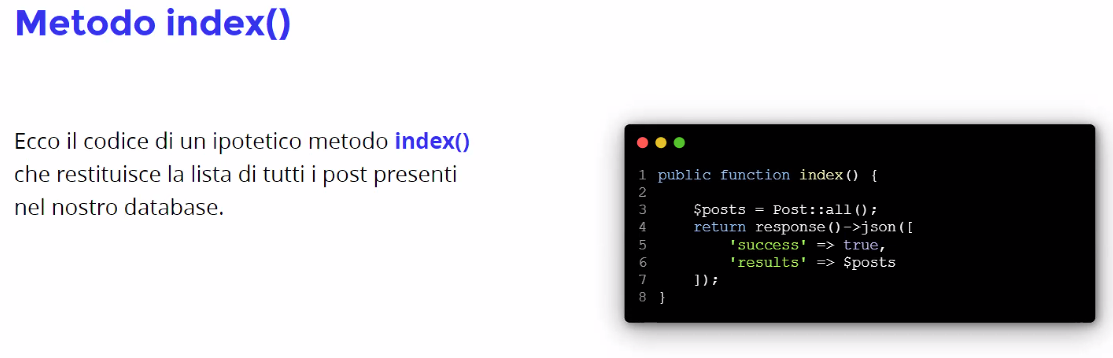 Metodo index()
Ecco il codice di un ipotetico metodo index()
che restituisce la lista di tutti i post presenti
nel nostro database.
1 public function index() {
2
3     $posts = Post::all();
4     return response()->json([
5         'success' => true,
6         'results' => $posts
7     ]);
8 }